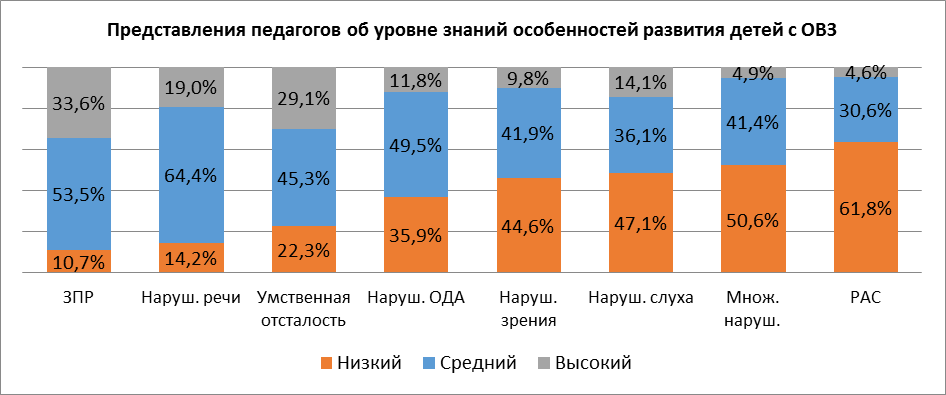 Представления педагогов об уровне знаний особенностей развития детей с ОВЗ
33,6% 19,0% 29,1% 11,8% 9,8% 14,1% 4,9% 4,6%
53,5% 64,4% 45,3% 49,5% 41,9% 36,1% 41,4% 30,6%
10,7% 14,2% 22,3% 35,9% 44,6% 47,1% 50,6% 61,8%
ЗПР Наруш. речи Умственная Наруш. ОДА Наруш. Наруш. слуха Множ. РАС
отсталость зрения наруш.
Низкий Средний Высокий